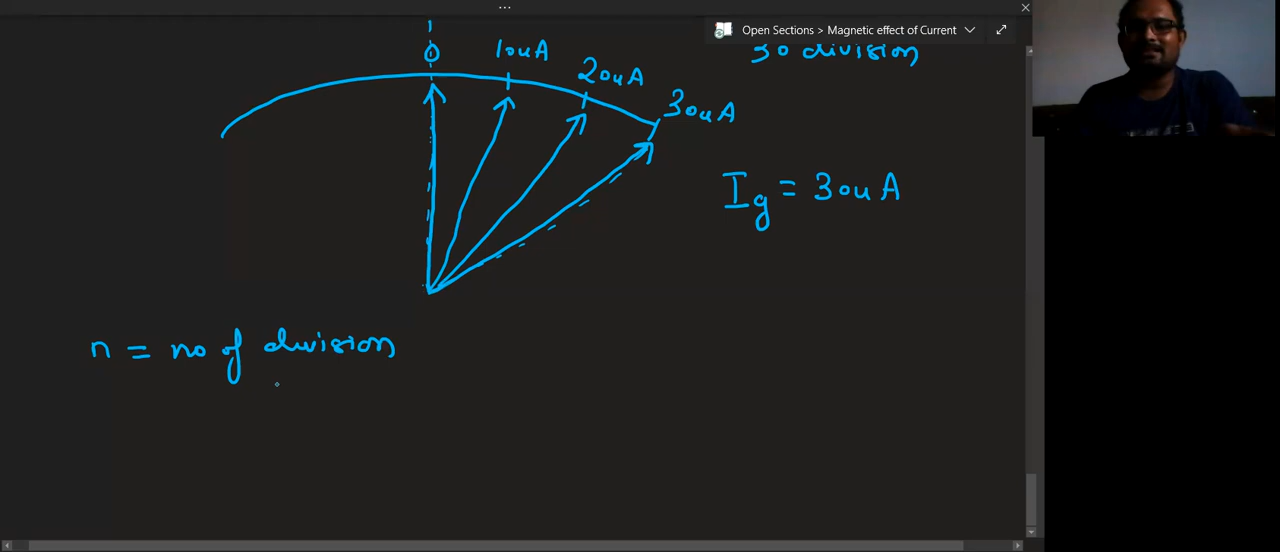 ...
Open Sections > Magnetic effect of Current
30 division
0
10uA
20uA
30uA
Ig = 30uA
n = no of division